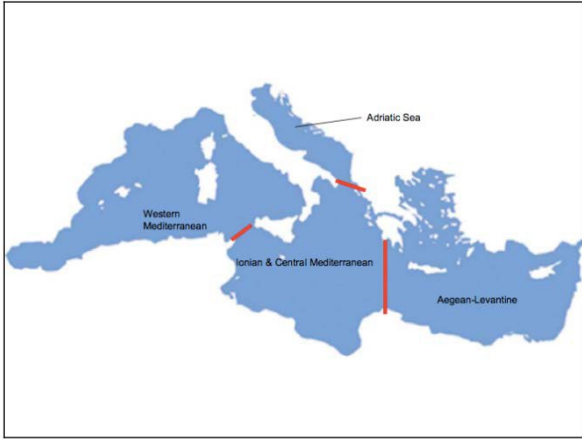 Adriatic Sea
Western
Mediterranean
Ionian & Central Mediterranean
Aegean-Levantine